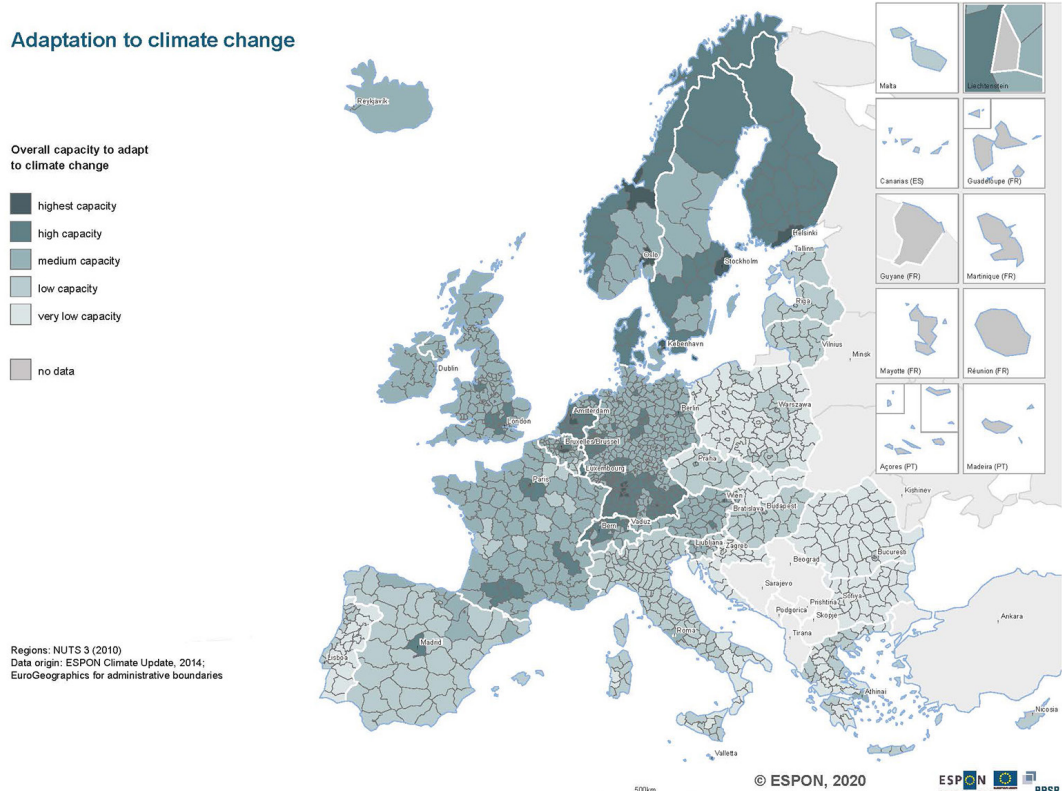 Adaptation to climate change
Overall capacity to adapt
to climate change
highest capacity
high capacity
medium capacity
low capacity
very low capacity
no data
Regions: NUTS 3 (2010)
Data origin: ESPON Climate Update, 2014;
EuroGeographics for administrative boundaries
Reykjavik
Helsinki
Tallinn
Oslo
Stockholm
Riga
København
Vilnius
Minsk
Dublin
London
Amsterdam
Berlin
Warszawa
Bruxelles/Brussel
Luxembourg
Praha
Paris
Kishinev
Wien
Bratislava
Budapest
Vaduz
Bern
Ljubljana
Zagreb
Bucuresti
Beograd
Sarajevo
Prishtina
Sofiya
Podgorica
Skopje
Ankara
Tirana
Roma
Madrid
Lisboa
Athinai
Nicosia
Valletta
Malta
Liechtenstein
Canarias (ES)
Guadeloupe (FR)
Guyane (FR)
Martinique (FR)
Mayotte (FR)
Réunion (FR)
Açores (PT)
Madeira (PT)
© ESPON, 2020
500km
ESPON
BBSR